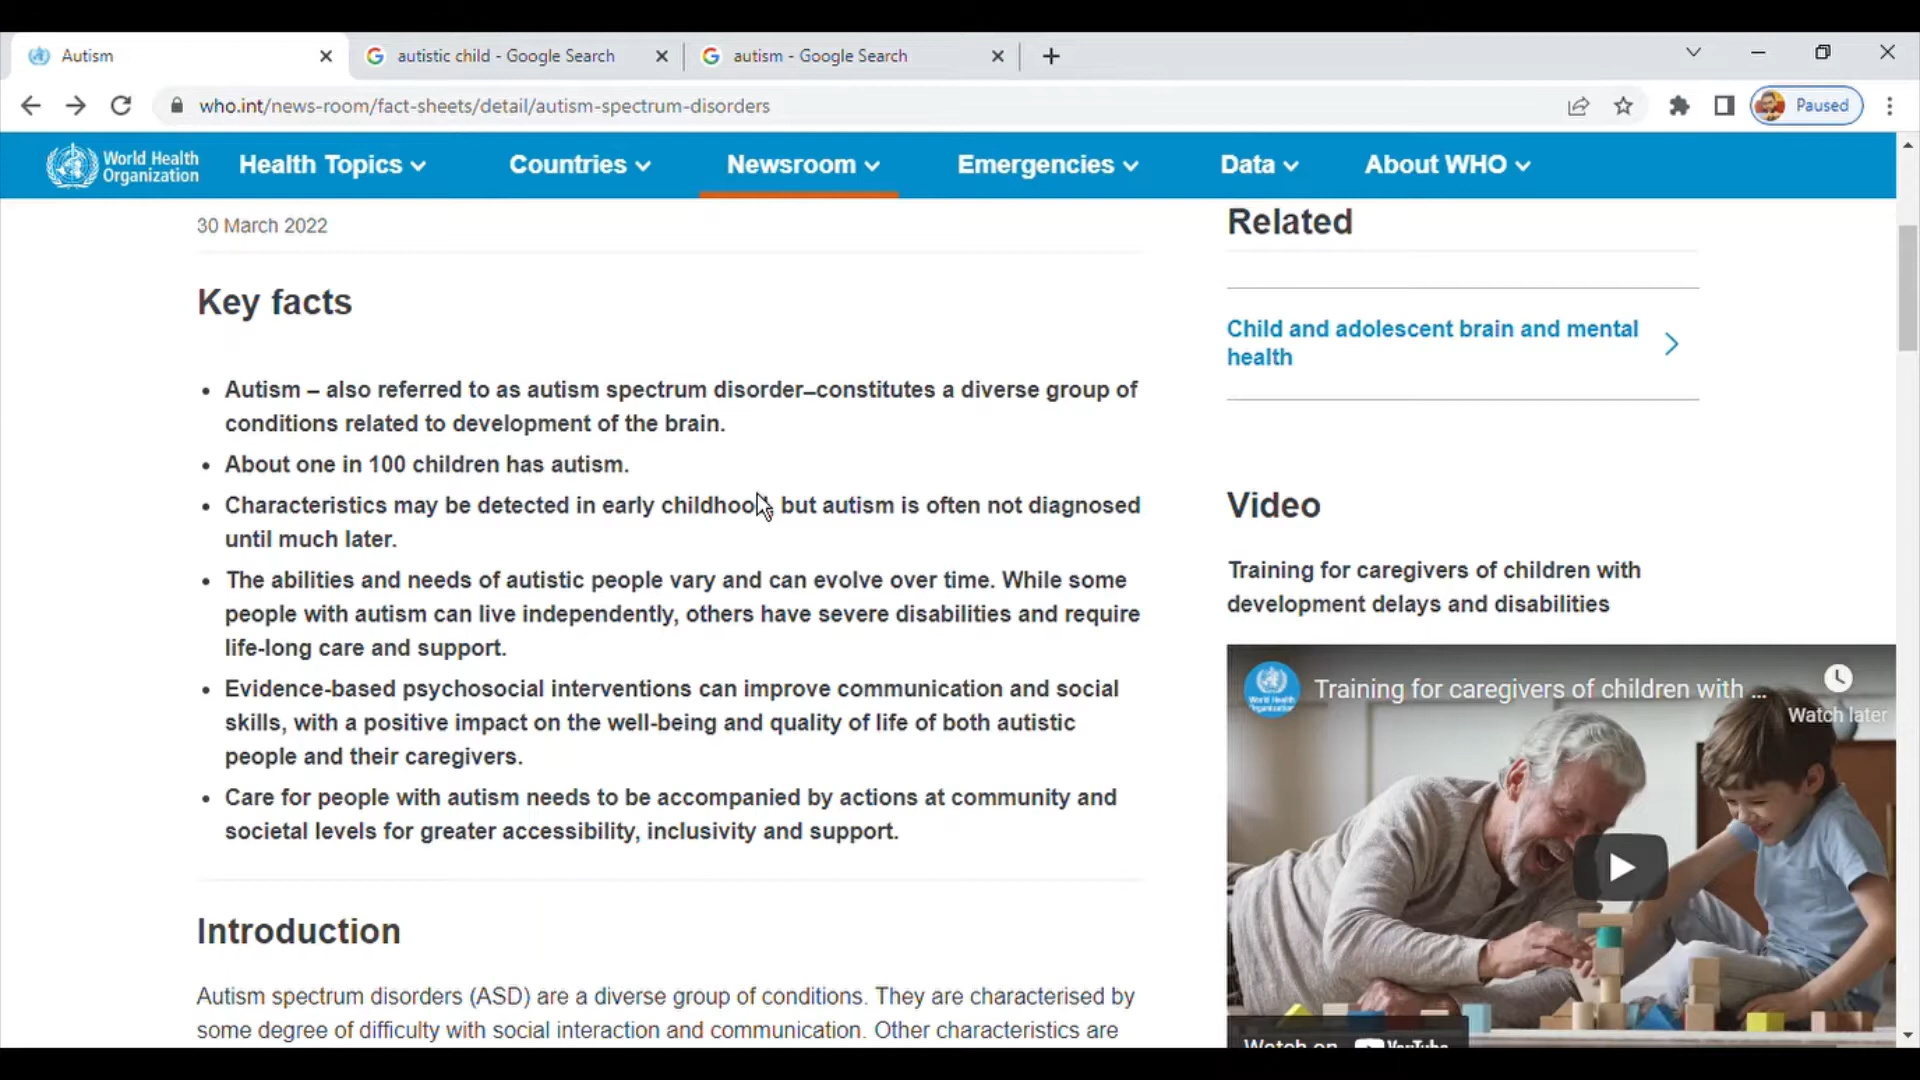 Autism
autistic child - Google Search
autism - Google Search
who.int/news-room/fact-sheets/detail/autism-spectrum-disorders
Paused
World Health
Organization
Health Topics
Countries
Newsroom
Emergencies
Data
About WHO
30 March 2022
Key facts
Autism – also referred to as autism spectrum disorder–constitutes a diverse group of
conditions related to development of the brain.
About one in 100 children has autism.
Characteristics may be detected in early childhood, but autism is often not diagnosed
until much later.
The abilities and needs of autistic people vary and can evolve over time. While some
people with autism can live independently, others have severe disabilities and require
life-long care and support.
Evidence-based psychosocial interventions can improve communication and social
skills, with a positive impact on the well-being and quality of life of both autistic
people and their caregivers.
Care for people with autism needs to be accompanied by actions at community and
societal levels for greater accessibility, inclusivity and support.
Introduction
Autism spectrum disorders (ASD) are a diverse group of conditions. They are characterised by
some degree of difficulty with social interaction and communication. Other characteristics are
Related
Child and adolescent brain and mental
health
Video
Training for caregivers of children with
development delays and disabilities
World Health
Organization
Training for caregivers of children with ...
Watch later
Watch on YouTube